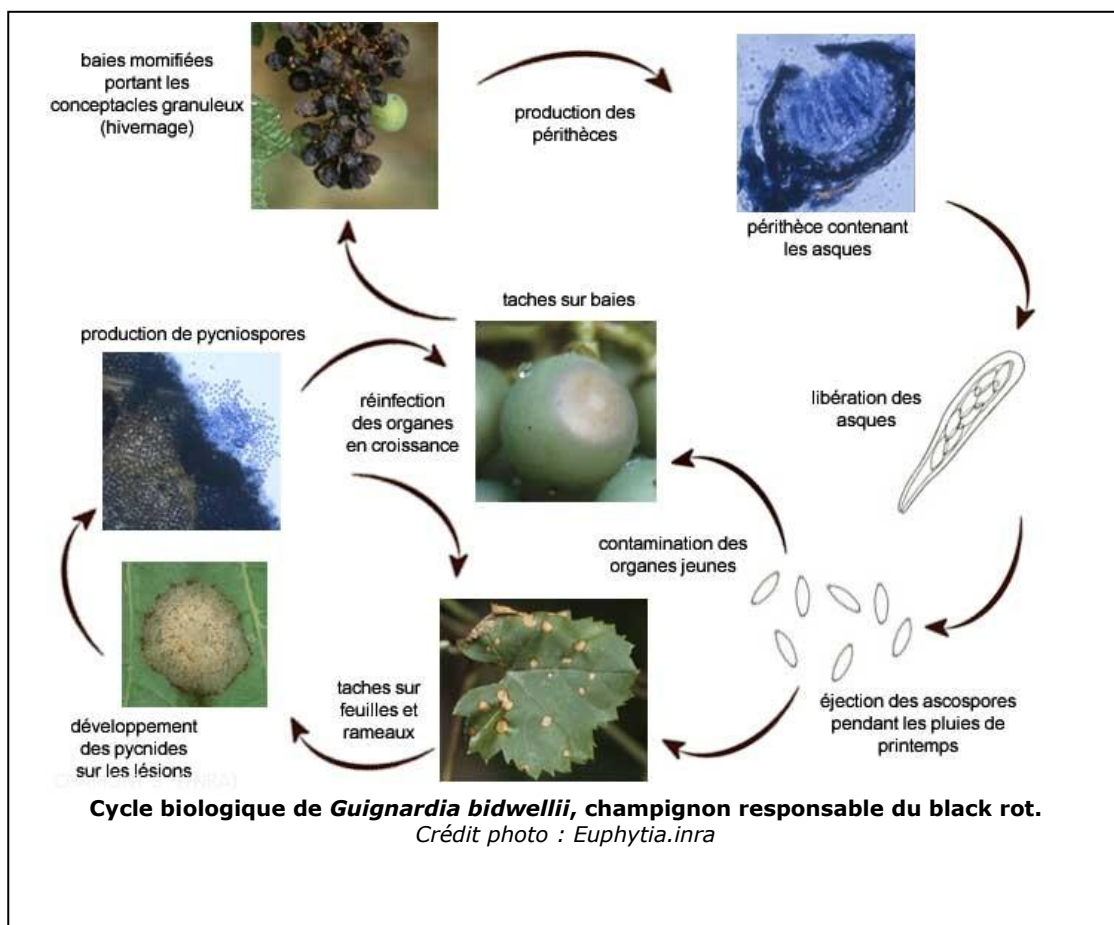 baies momifiées
portant les
conceptacles granuleux
(hivernage)
production des
périthèces
périthèce contenant
les asques
taches sur baies
production de pycniospores
réinfection
des organes
en croissance
libération des
asques
contamination des
organes jeunes
taches sur
feuilles et
rameaux
éjection des ascospores
pendant les pluies de
printemps
développement
des pycnides
sur les lésions
Cycle biologique de Guignardia bidwellii, champignon responsable du black rot.
Crédit photo : Euphytia.inra